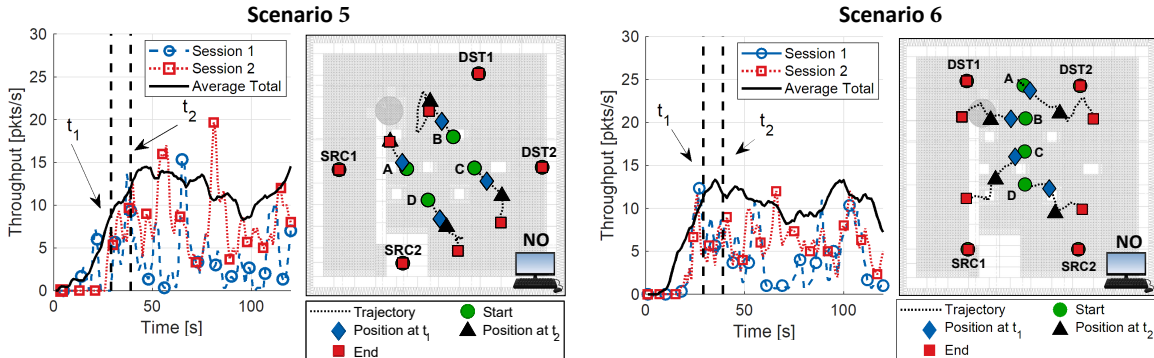 Scenario 5
Throughput [pkts/s]
30
25
20
15
10
5
0
0
50
100
Time [s]
Session 1
Session 2
Average Total
t1
t2
DST1
B
SRC1
A
C
DST2
D
SRC2
NO
Trajectory
Start
Position at t1
Position at t2
End
Scenario 6
Throughput [pkts/s]
30
25
20
15
10
5
0
0
50
100
Time [s]
Session 1
Session 2
Average Total
t1
t2
DST1
A
DST2
B
C
D
SRC1
SRC2
NO
Trajectory
Start
Position at t1
Position at t2
End